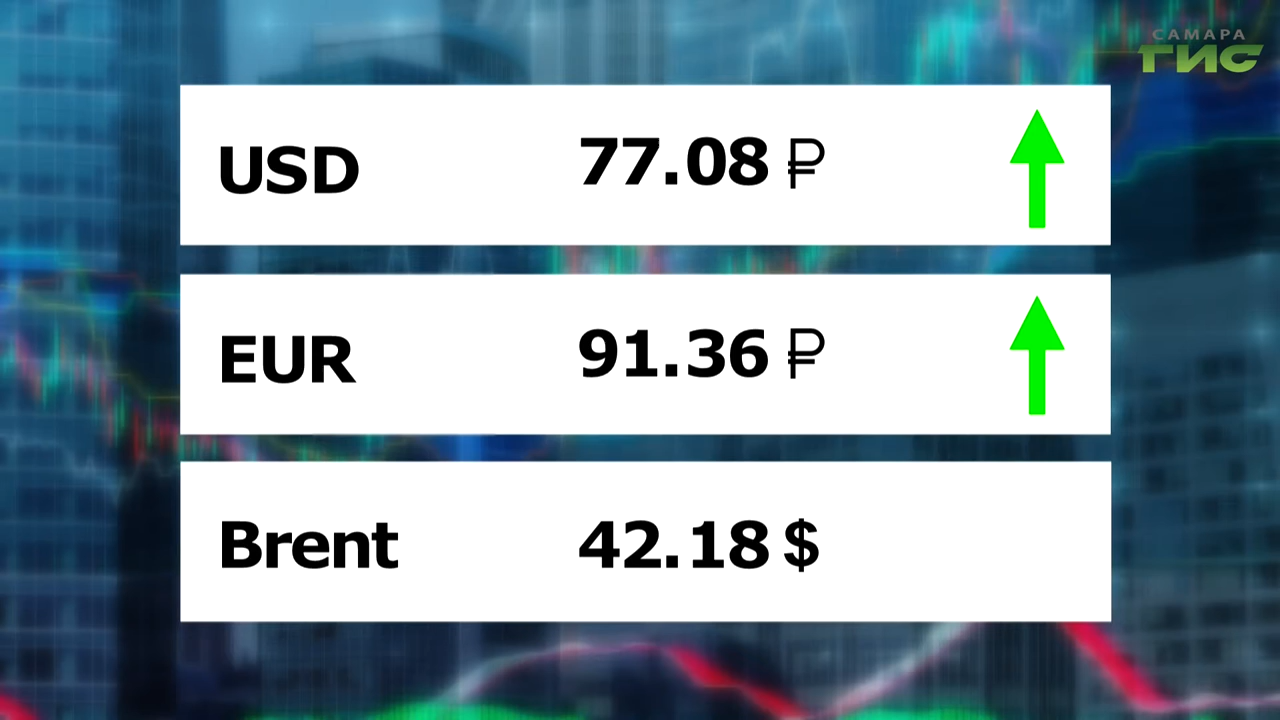 САМАРА
ГИС
USD 77.08 ₽
EUR 91.36 ₽
Brent 42.18 $